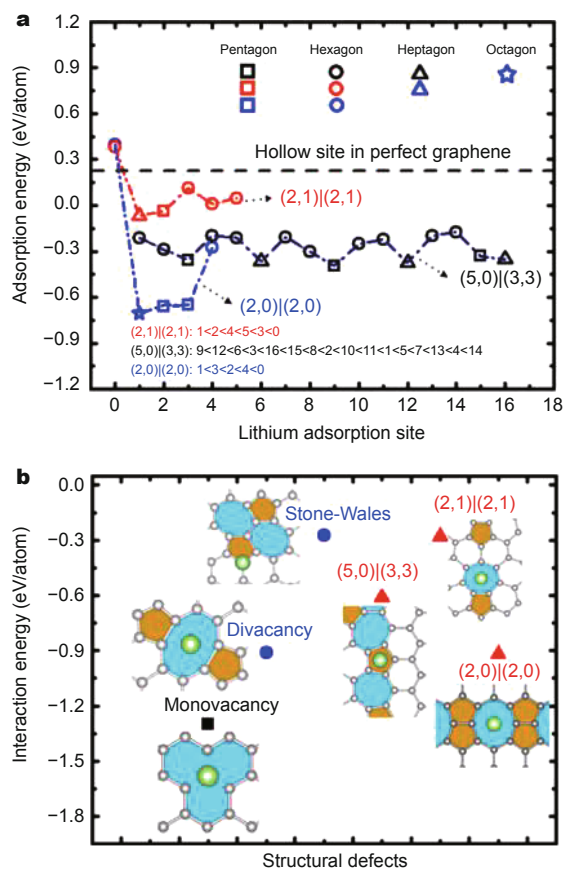 a
Pentagon Hexagon Heptagon Octagon
Hollow site in perfect graphene
(2,1)|(2,1)
(5,0)|(3,3)
(2,0)|(2,0)
(2,1)|(2,1): 1<2<4<5<3<0
(5,0)|(3,3): 9<12<6<3<16<15<8<2<10<11<1<5<7<13<4<14
(2,0)|(2,0): 1<3<2<4<0
Adsorption energy (eV/atom)
1.2
0.9
0.6
0.3
0.0
−0.3
−0.6
−0.9
−1.2
0 2 4 6 8 10 12 14 16 18
Lithium adsorption site
b
Interaction energy (eV/atom)
0.0
−0.3
−0.6
−0.9
−1.2
−1.5
−1.8
(2,1)|(2,1)
Stone-Wales
(5,0)|(3,3)
Divacancy
(2,0)|(2,0)
Monovacancy
Structural defects